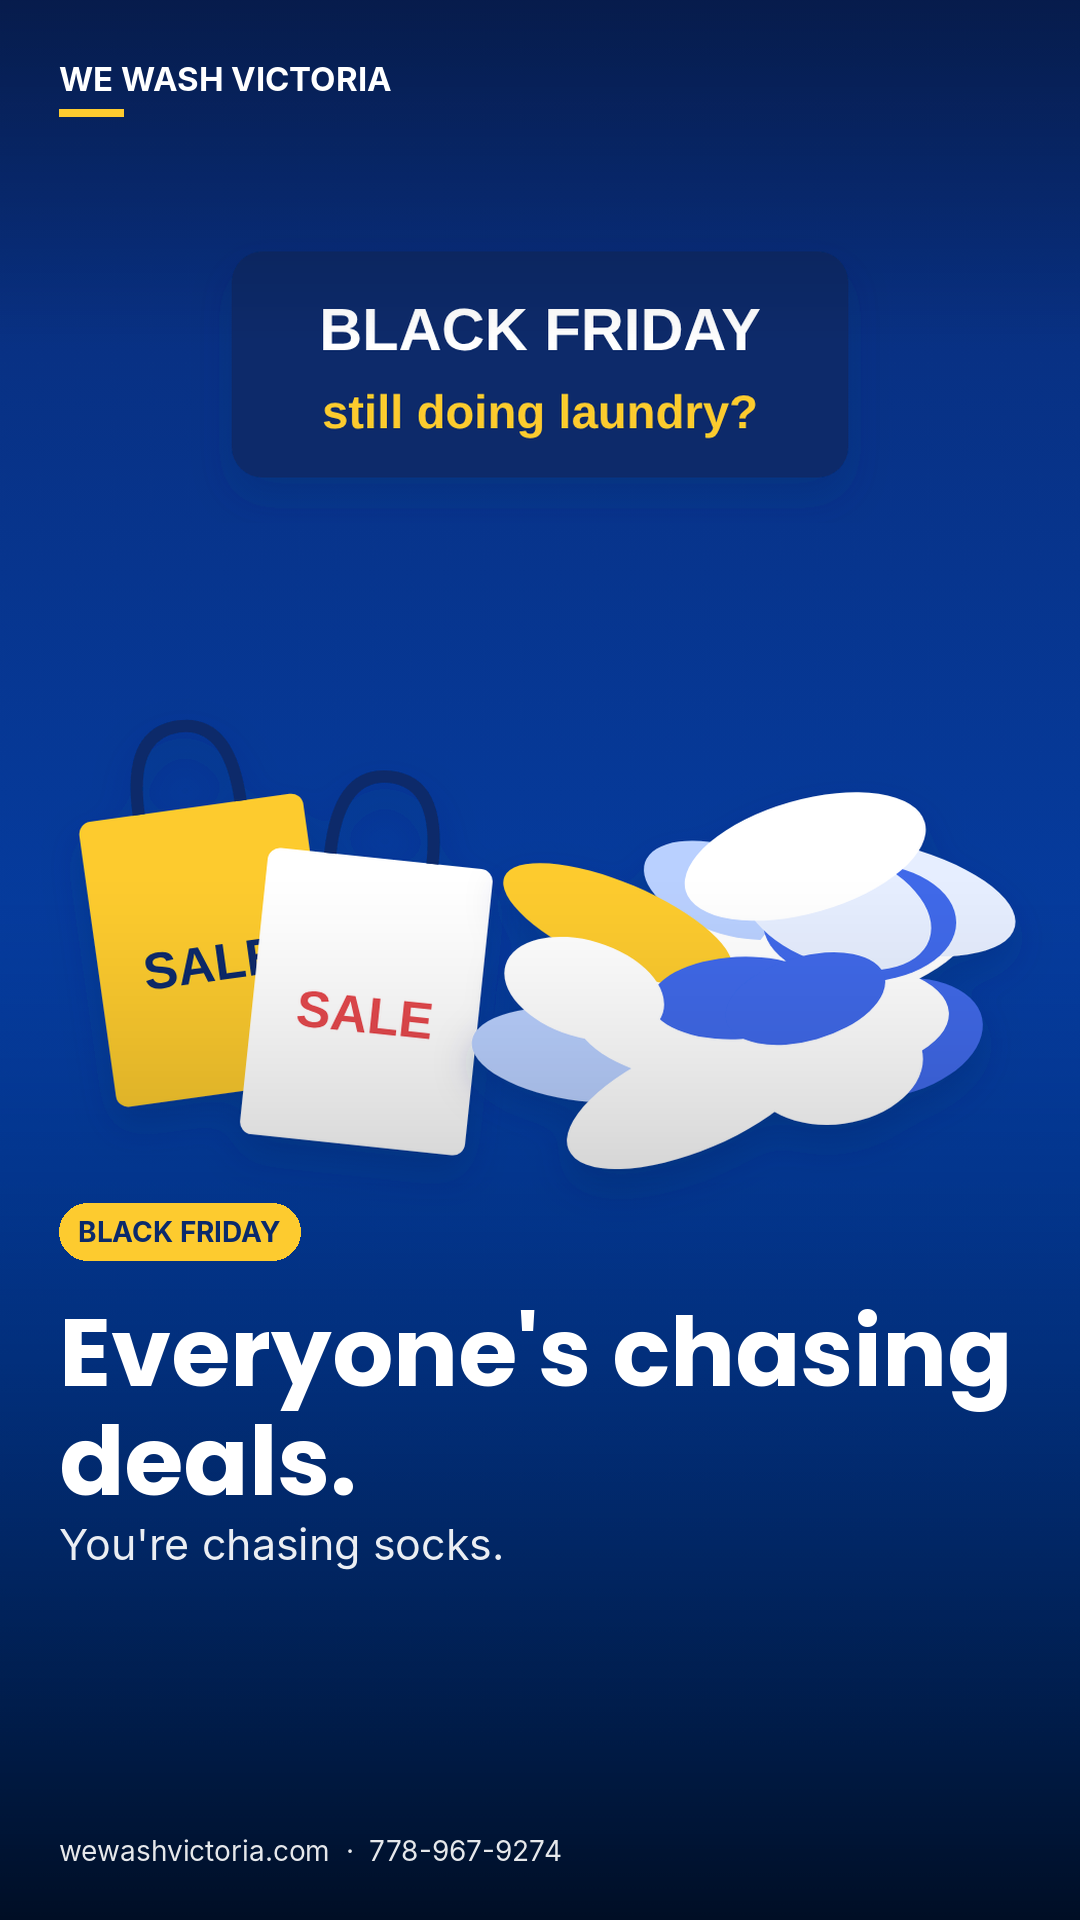 WE WASH VICTORIA
BLACK FRIDAY
still doing laundry?
SALE
SALE
BLACK FRIDAY
Everyone's chasing
deals.
You're chasing socks.
wewashvictoria.com · 778-967-9274